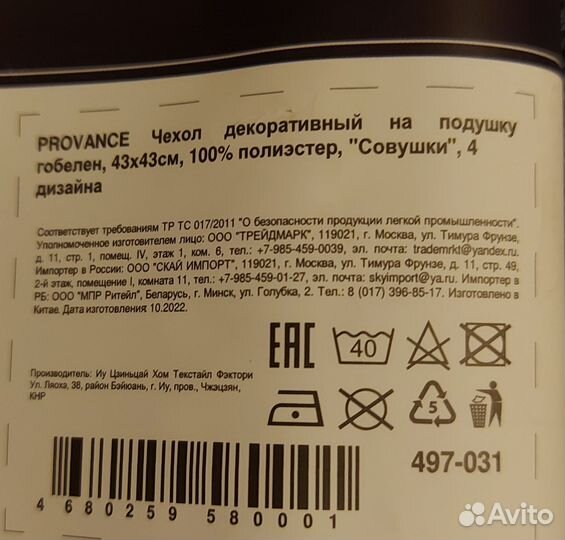 PROVANCE Чехол декоративный на подушку
гобелен, 43х43см, 100% полиэстер, "Совушки", 4
дизайна
Соответствует требованиям ТР ТС 017/2011 "О безопасности продукции легкой промышленности".
Уполномоченное изготовителем лицо: ООО "ТРЕЙДМАРК", 119021, г. Москва, ул. Тимура Фрунзе,
д. 11, стр. 1, помещ. IV, этаж 1, ком. 6; тел.: +7-985-459-0039, эл. почта: trademrkt@yandex.ru.
Импортер в России: ООО "СКАЙ ИМПОРТ", 119021, г. Москва, ул. Тимура Фрунзе, д. 11, стр. 49,
2-й этаж, помещение I, комната 11, тел.: +7-985-459-01-27, эл. почта: skyimport@ya.ru. Импортер в
РБ: ООО "МПР Ритейл", Беларусь, г. Минск, ул. Голубка, 2. Тел.: 8 (017) 396-85-17. Изготовлено в
Китае. Дата изготовления 10.2022.
EAC 40
Производитель: Иу Цзиньцай Хом Текстайл Фэктори
Ул. Ляохэ, 38, район Бэйюань, г. Иу, пров., Чжэцзян,
КНР
5
497-031
4 680259 580001
Avito